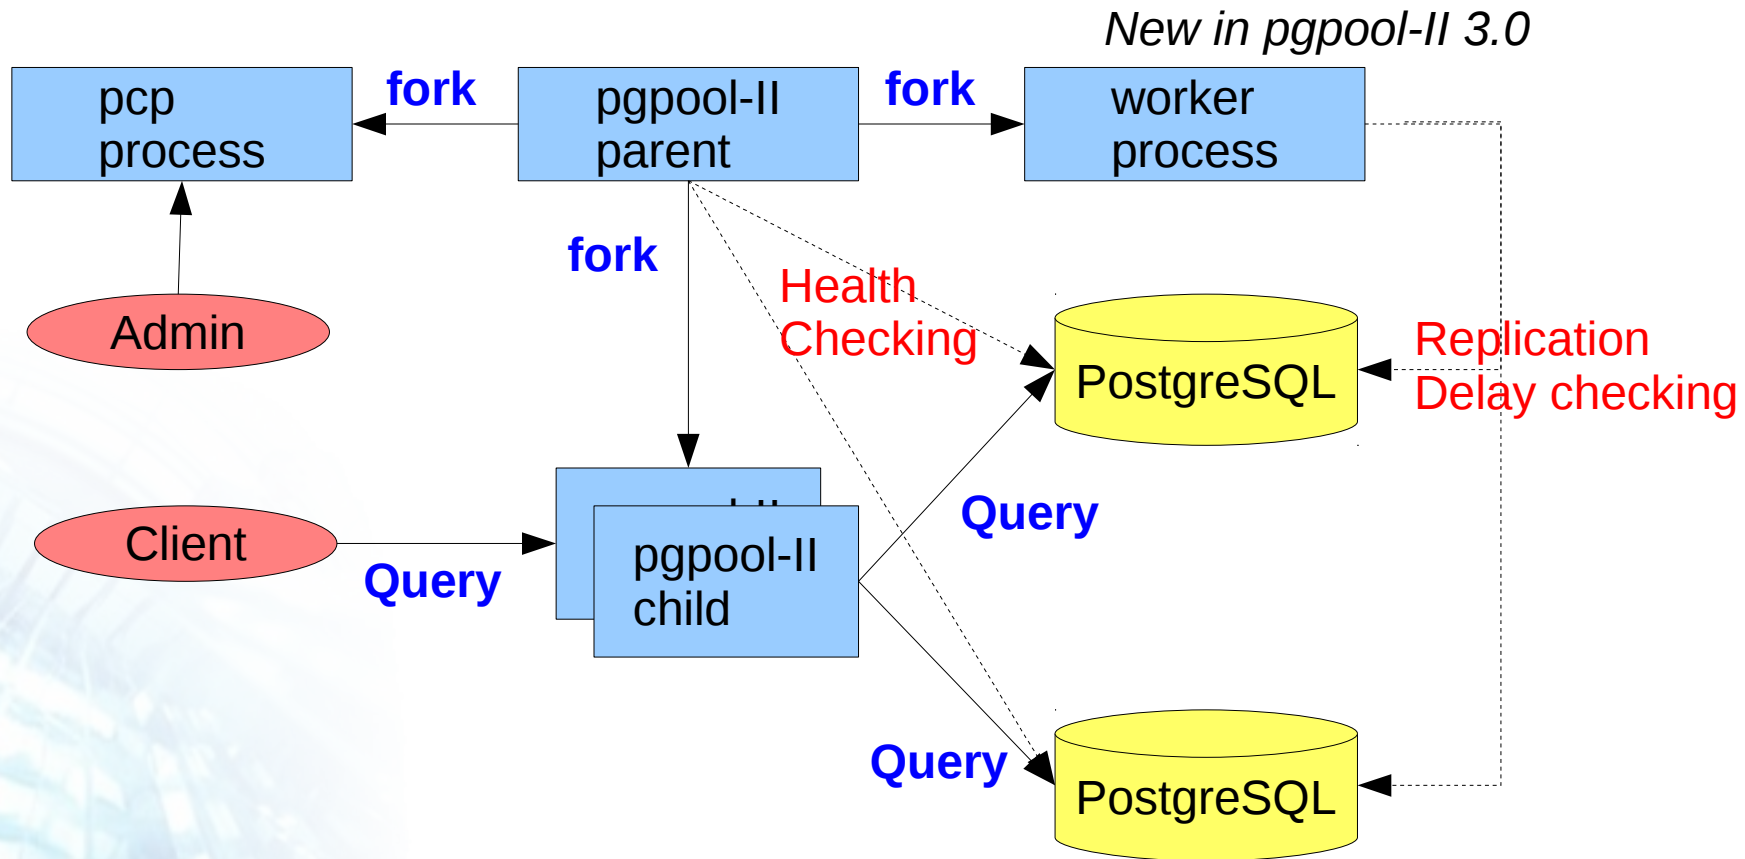 New in pgpool-II 3.0
pcp
process
fork
pgpool-II
parent
fork
worker
process
fork
Health
Checking
Admin
PostgreSQL
Replication
Delay checking
Client
Query
pgpool-II
child
Query
Query
PostgreSQL